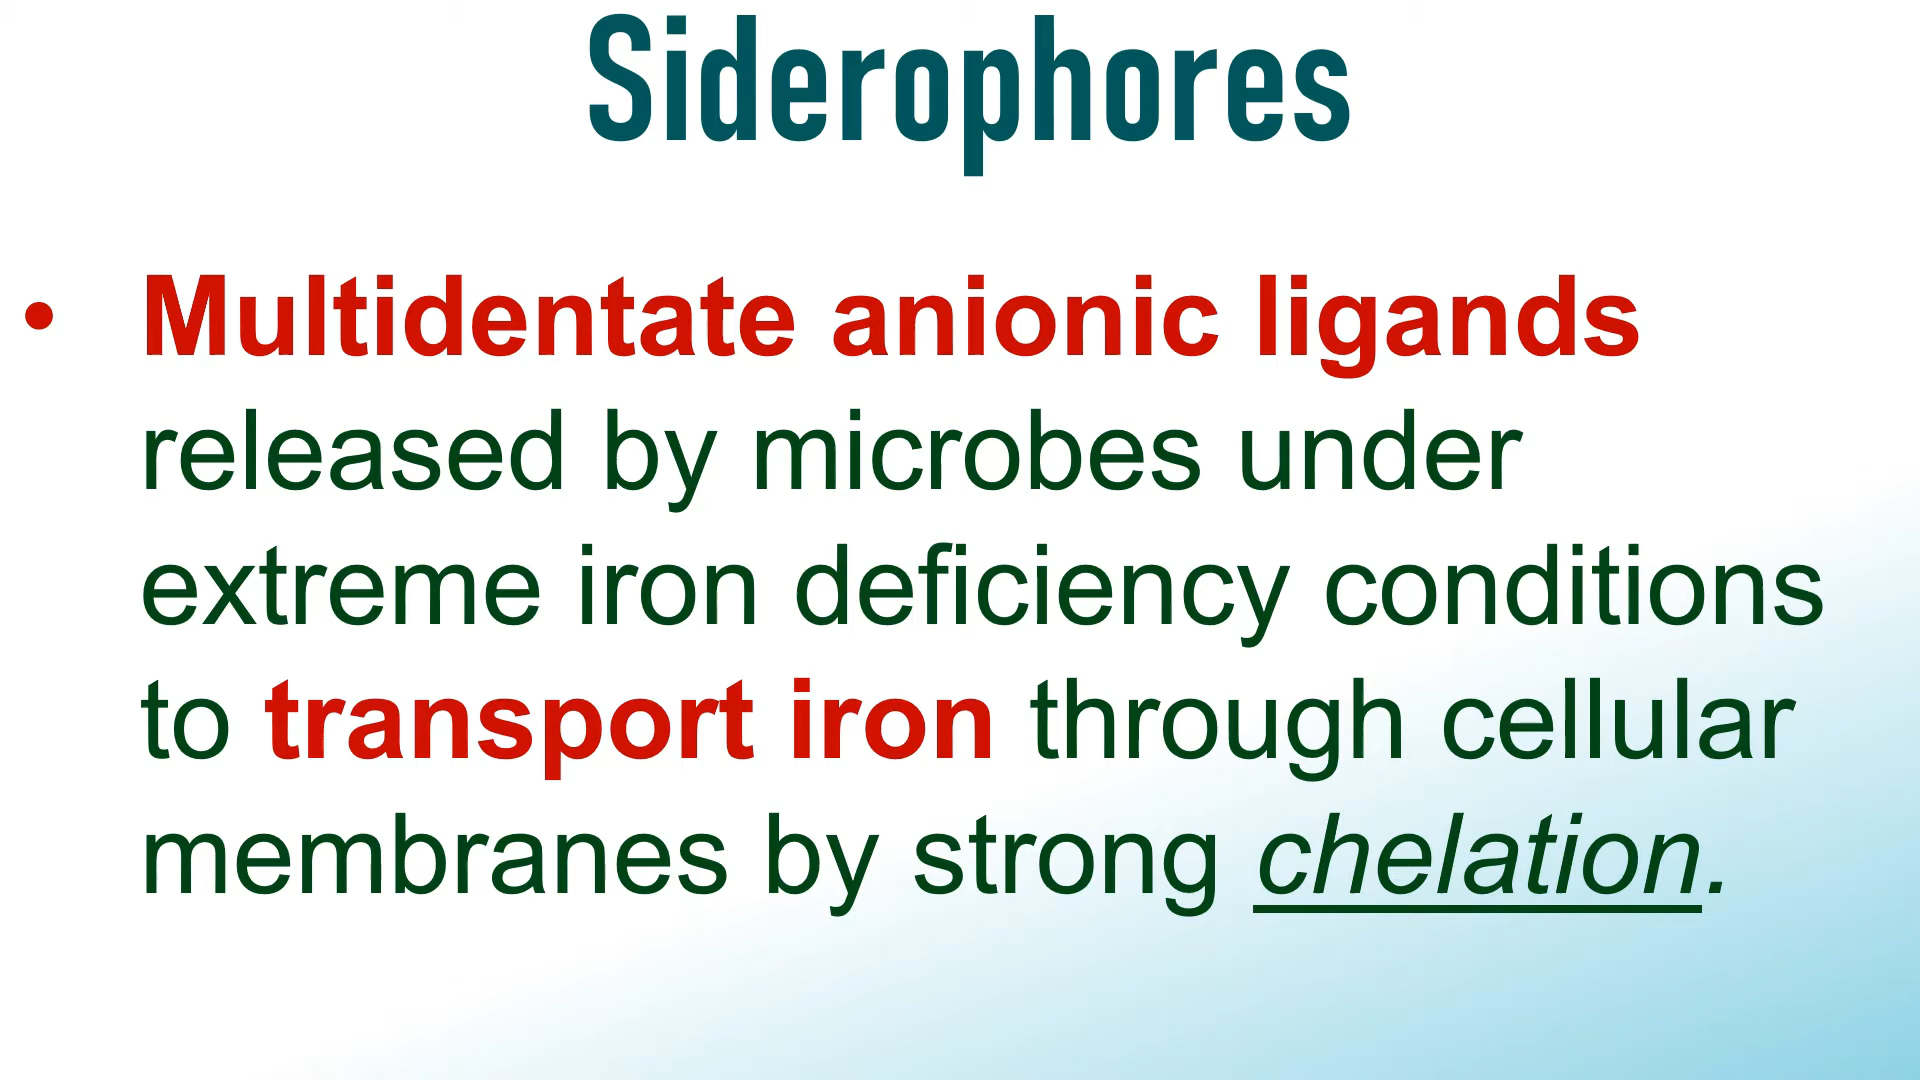 Siderophores
• Multidentate anionic ligands
released by microbes under
extreme iron deficiency conditions
to transport iron through cellular
membranes by strong chelation.